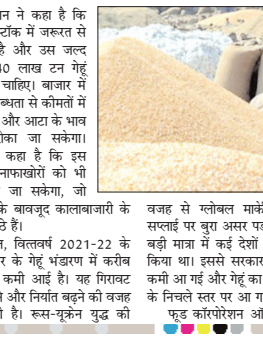 ान ने कहा है कि
टॉक में जरूरत से
है और उस जल्द
40 लाख टन गेहूं
चाहिए। बाजार में
ब्धता से कीमतों में
और आटा के भाव
ोका जा सकेगा।
कहा है कि इस
नाफाखोरों को भी
जा सकेगा, जो
के बावजूद कालाबाजारी के
ठे हैं।
त, वित्तवर्ष 2021-22 के
र के गेहूं भंडारण में करीब
कमी आई है। यह गिरावट
ने और निर्यात बढ़ने की वजह
ी है। रूस-यूक्रेन युद्ध की
वजह से ग्लोबल मार्के
सप्लाई पर बुरा असर पड़
बड़ी मात्रा में कई देशों
किया था। इससे सरकार
कमी आ गई और गेहूं का
के निचले स्तर पर आ ग
फूड कॉरपोरेशन ऑ